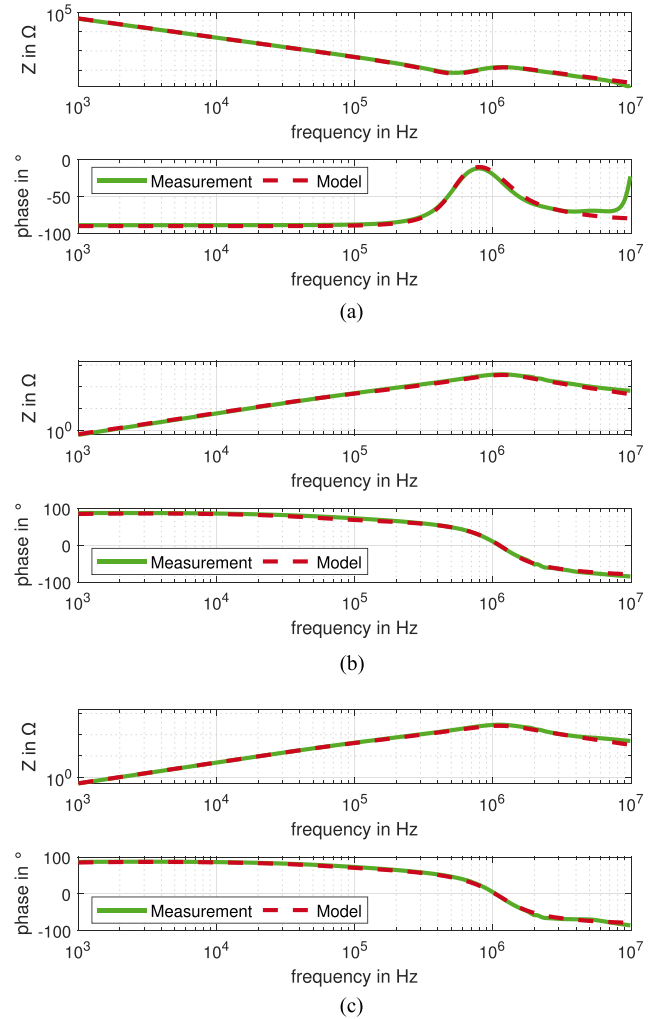 10^5
Z in Ω
10^3 10^4 10^5 10^6 10^7
frequency in Hz
0
-50
-100
phase in °
Measurement Model
10^3 10^4 10^5 10^6 10^7
frequency in Hz
(a)
Z in Ω
10^0
10^3 10^4 10^5 10^6 10^7
frequency in Hz
100
0
-100
phase in °
Measurement Model
10^3 10^4 10^5 10^6 10^7
frequency in Hz
(b)
Z in Ω
10^0
10^3 10^4 10^5 10^6 10^7
frequency in Hz
100
0
-100
phase in °
Measurement Model
10^3 10^4 10^5 10^6 10^7
frequency in Hz
(c)